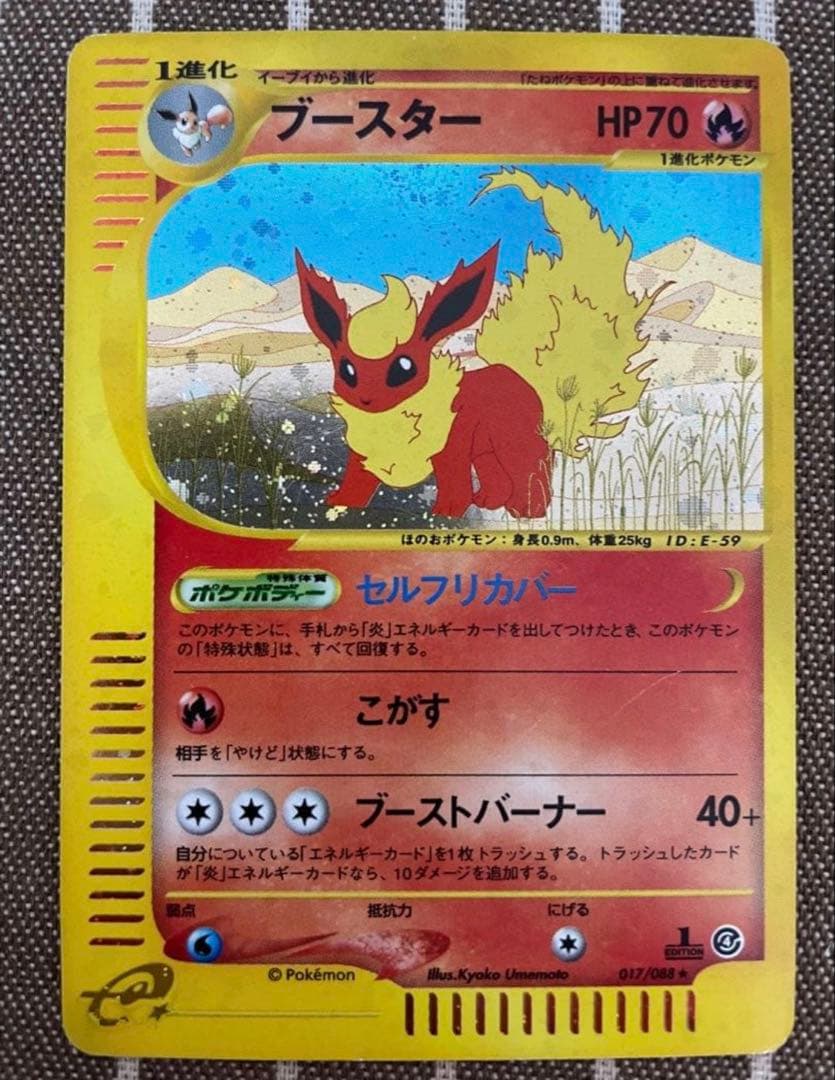 1進化 イーブイから進化 「たねポケモン」の上に重ねて進化させます。
ブースター HP70
1進化ポケモン
ほのおポケモン：身長0.9m、体重25kg ID:E-59
特殊体質
ポケボディー セルフリカバー
このポケモンに、手札から「炎」エネルギーカードを出してつけたとき、このポケモン
の「特殊状態」は、すべて回復する。
こがす
相手を「やけど」状態にする。
ブーストバーナー 40+
自分についている「エネルギーカード」を1枚トラッシュする。トラッシュしたカード
が「炎」エネルギーカードなら、10ダメージを追加する。
弱点 抵抗力 にげる
1
EDITION
©Pokémon Illus.Kyoko Umemoto 017/088★
e